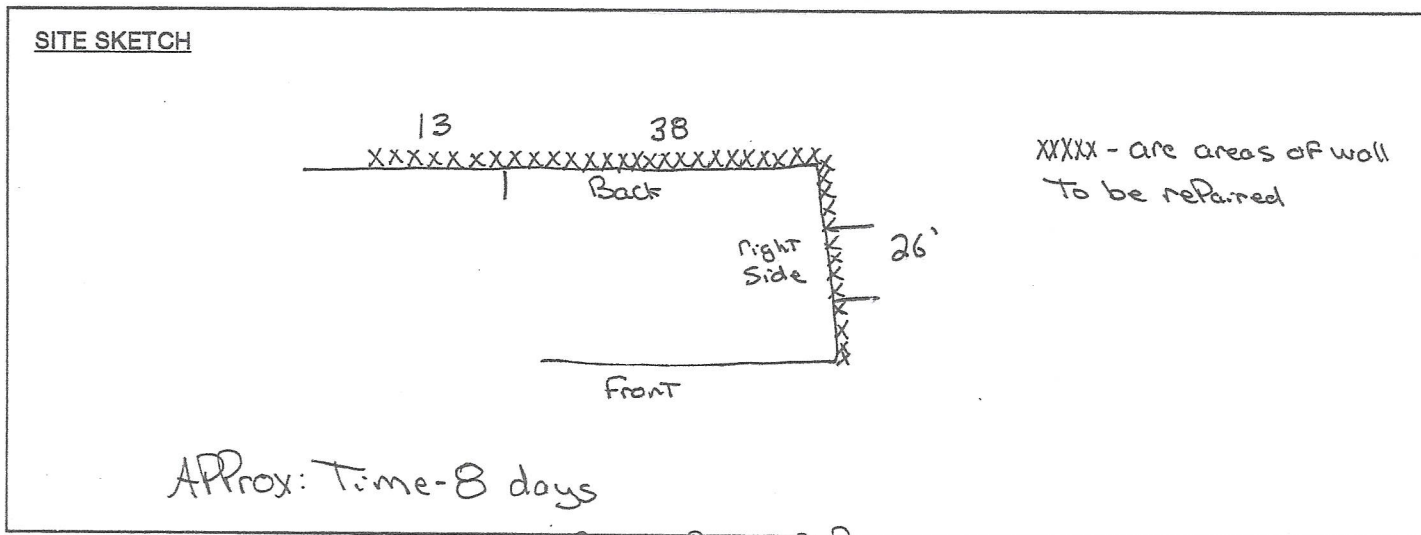 SITE SKETCH
13 38
XXXXXXXXXXXXXXXXXXXXXXXXXX
Back
XXXXX - are areas of wall
To be rePaired
right
Side
26'
Front
APProx: Time - 8 days